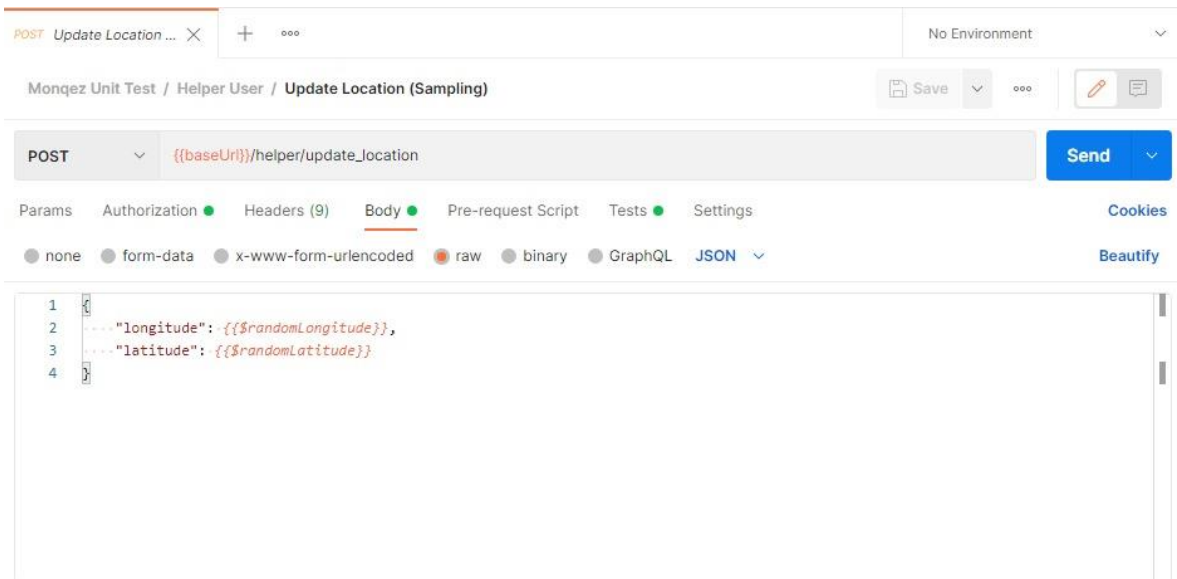 POST Update Location ...
No Environment
Monqez Unit Test / Helper User / Update Location (Sampling)
Save
POST
{{baseUrl}}/helper/update_location
Send
Params Authorization Headers (9) Body Pre-request Script Tests Settings Cookies
none form-data x-www-form-urlencoded raw binary GraphQL JSON Beautify
1 {
2 "longitude": {{$randomLongitude}},
3 "latitude": {{$randomLatitude}}
4 }